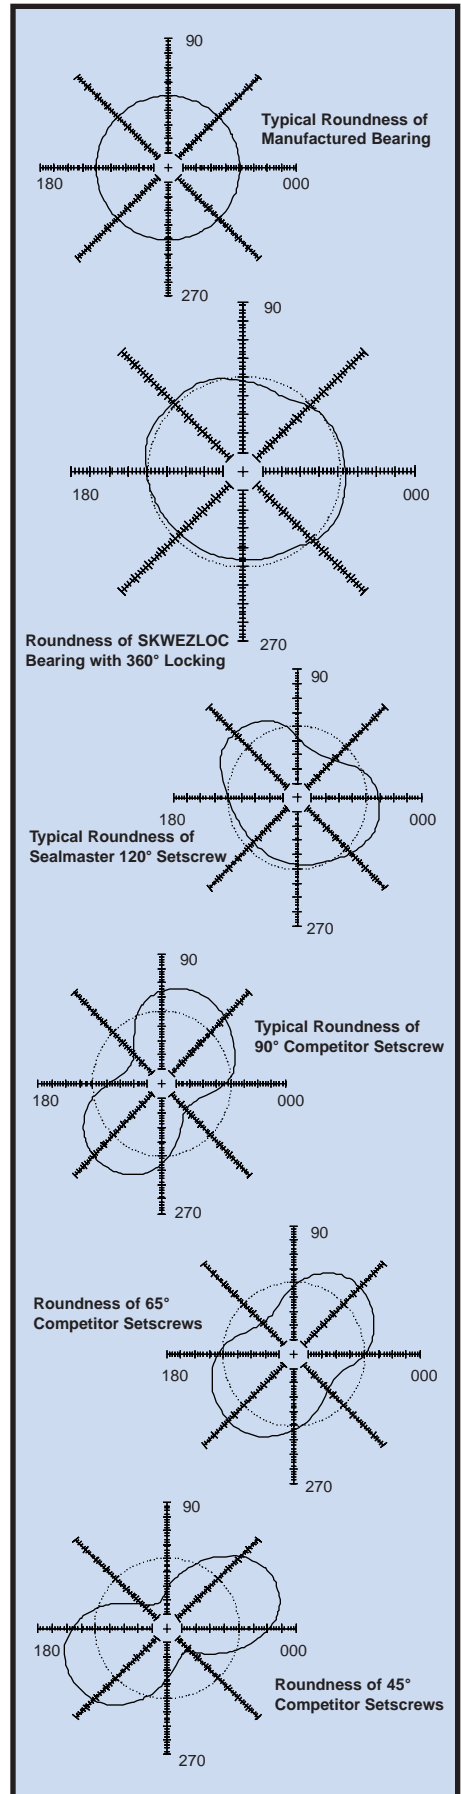 90
Typical Roundness of
Manufactured Bearing
180
000
270
90
180
000
270
Roundness of SKWEZLOC
Bearing with 360° Locking
90
180
000
Typical Roundness of
Sealmaster 120° Setscrew
270
90
Typical Roundness of
90° Competitor Setscrew
180
000
270
90
Roundness of 65°
Competitor Setscrews
180
000
270
90
180
000
Roundness of 45°
Competitor Setscrews
270